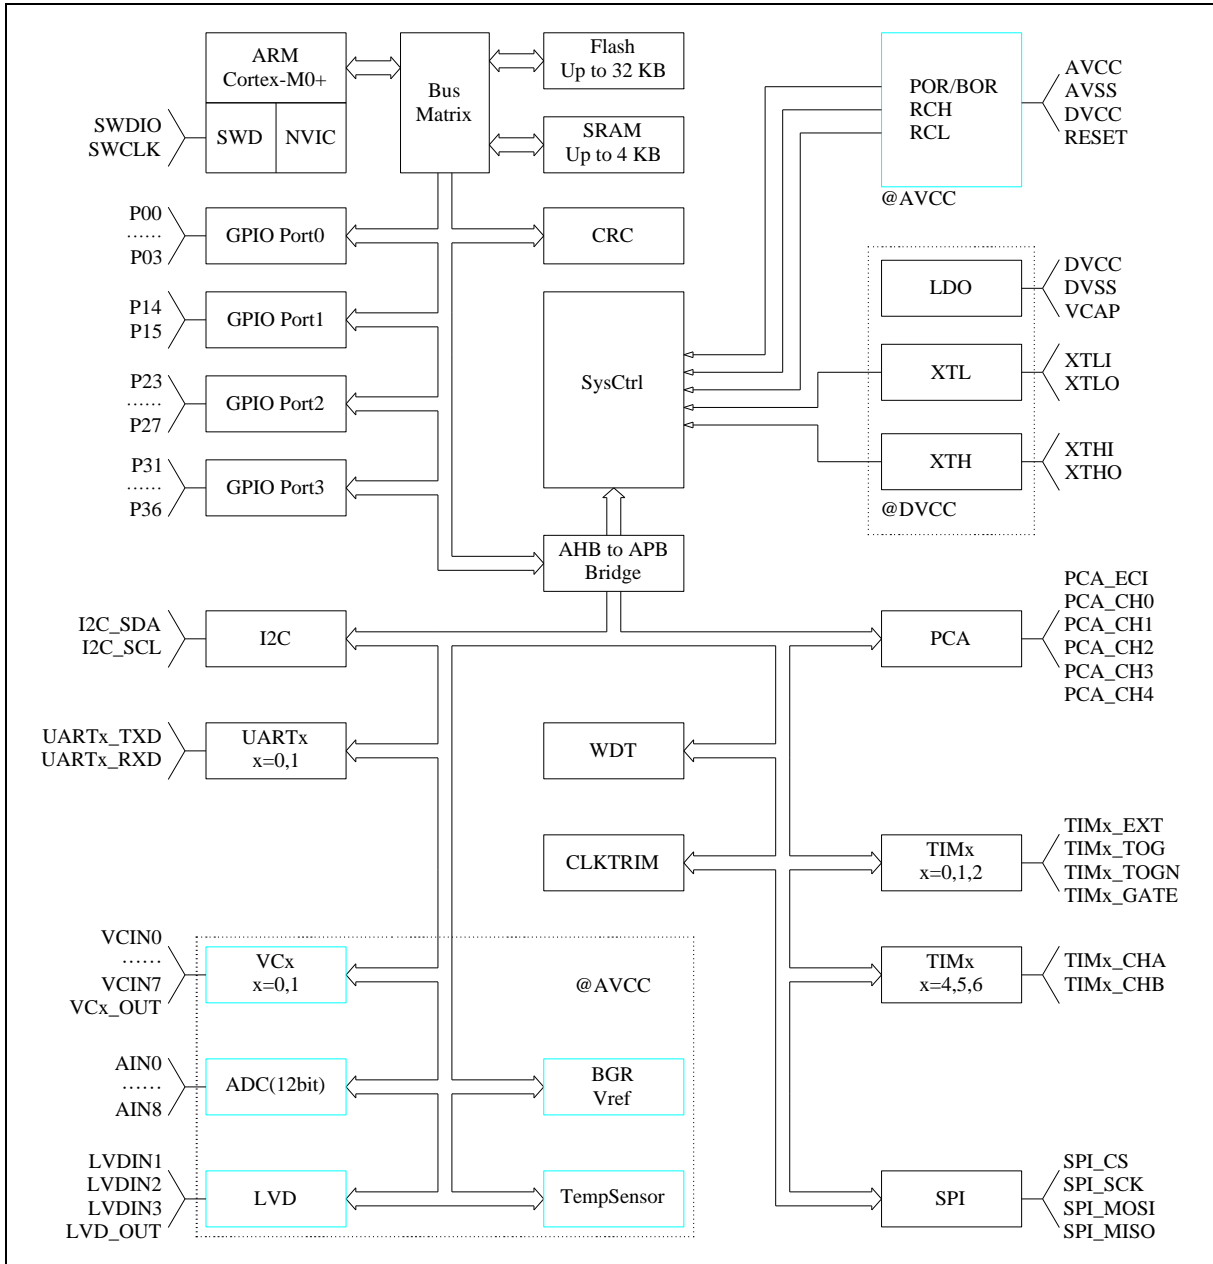 ARM
Cortex-M0+
SWD
NVIC
SWDIO
SWCLK
Bus
Matrix
Flash
Up to 32 KB
SRAM
Up to 4 KB
POR/BOR
RCH
RCL
@AVCC
AVCC
AVSS
DVCC
RESET
P00
......
P03
GPIO Port0
CRC
P14
P15
GPIO Port1
P23
......
P27
GPIO Port2
P31
......
P36
GPIO Port3
SysCtrl
LDO
DVCC
DVSS
VCAP
XTL
XTLI
XTLO
XTH
XTHI
XTHO
@DVCC
AHB to APB
Bridge
I2C_SDA
I2C_SCL
I2C
PCA
PCA_ECI
PCA_CH0
PCA_CH1
PCA_CH2
PCA_CH3
PCA_CH4
UARTx_TXD
UARTx_RXD
UARTx
x=0,1
WDT
CLKTRIM
TIMx
x=0,1,2
TIMx_EXT
TIMx_TOG
TIMx_TOGN
TIMx_GATE
VCIN0
......
VCIN7
VCx_OUT
VCx
x=0,1
@AVCC
TIMx
x=4,5,6
TIMx_CHA
TIMx_CHB
AIN0
......
AIN8
ADC(12bit)
BGR
Vref
LVDIN1
LVDIN2
LVDIN3
LVD_OUT
LVD
TempSensor
SPI
SPI_CS
SPI_SCK
SPI_MOSI
SPI_MISO